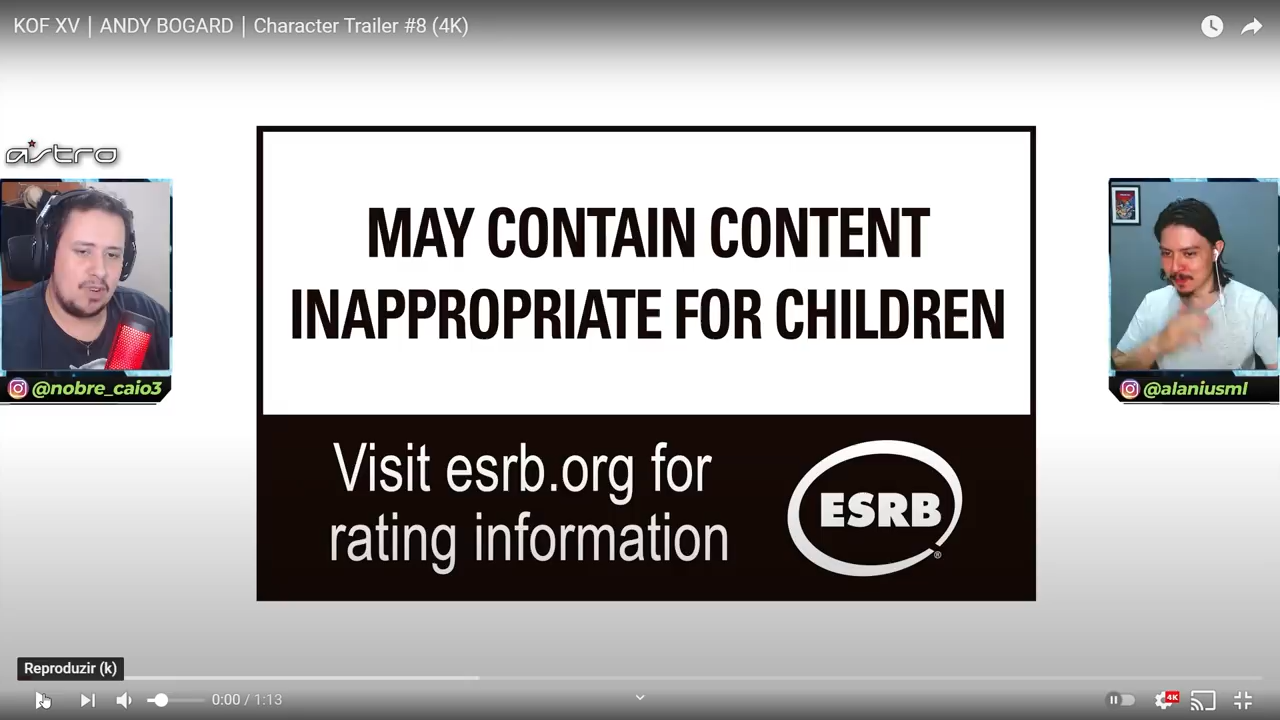 KOF XV | ANDY BOGARD | Character Trailer #8 (4K)
astro
MAY CONTAIN CONTENT
INAPPROPRIATE FOR CHILDREN
@nobre_caio3
@alaniusml
Visit esrb.org for
rating information
ESRB
®
Reproduzir (k)
0:00 / 1:13
4K